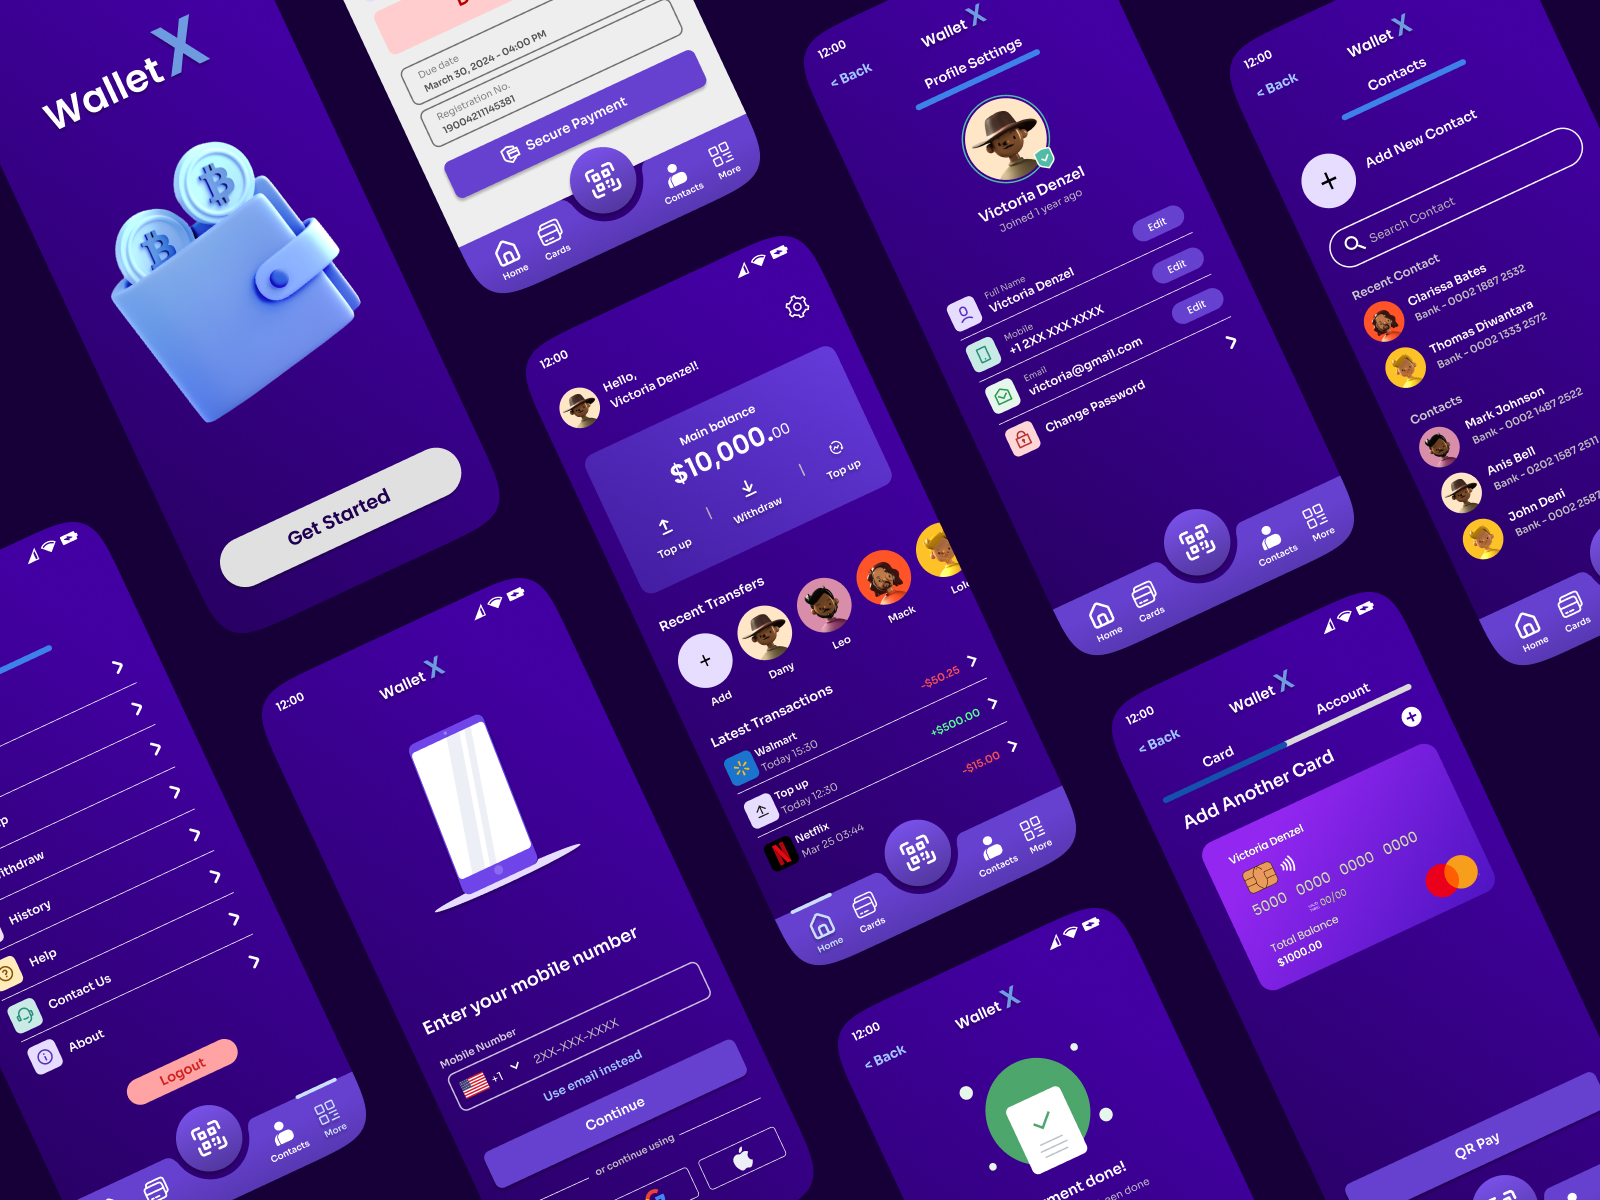 Wallet X
Get Started
Due date
March 30, 2024 - 04:00 PM
Registration No.
19004211145381
Secure Payment
Home
Cards
Contacts
More
12:00
Wallet X
< Back
Profile Settings
Victoria Denzel
Joined 1 year ago
Full Name
Victoria Denzel
Edit
Mobile
+1 2XX XXX XXXX
Edit
Email
victoria@gmail.com
Edit
Change Password
Home
Cards
Contacts
More
12:00
Wallet X
< Back
Contacts
Add New Contact
Search Contact
Recent Contact
Clarissa Bates
Bank - 0002 1887 2532
Thomas Diwantara
Bank - 0002 1333 2572
Contacts
Mark Johnson
Bank - 0002 1487 2522
Anis Bell
Bank - 0202 1587 2511
John Deni
Bank - 0002 258
Home
Cards
12:00
Hello,
Victoria Denzel!
Main balance
$10,000.00
Top up
Withdraw
Top up
Recent Transfers
Add
Dany
Leo
Mack
Lol
Latest Transactions
Walmart
Today 15:30
-$50.25
Top up
Today 12:30
+$500.00
Netflix
Mar 25 03:44
-$15.00
Home
Cards
Contacts
More
p
ithdraw
History
Help
Contact Us
About
Logout
Contacts
More
12:00
Wallet X
Enter your mobile number
Mobile Number
+1
2XX-XXX-XXXX
Use email instead
Continue
or continue using
12:00
Wallet X
< Back
Card
Account
Add Another Card
Victoria Denzel
5000 0000 0000 0000
00/00
Total Balance
$1000.00
QR Pay
12:00
Wallet X
< Back
ment done!
een done